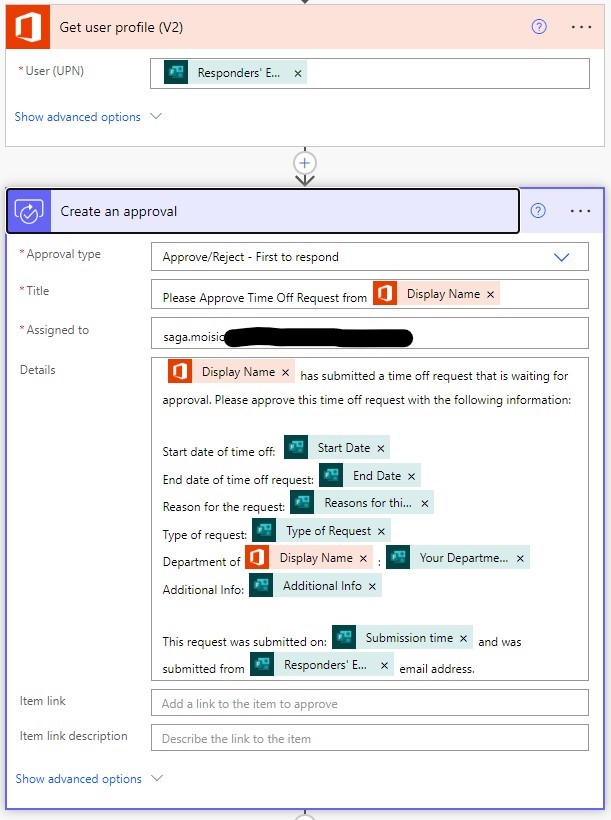 Get user profile (V2)
* User (UPN)
Responders' E... ×
Show advanced options
Create an approval
* Approval type
Approve/Reject - First to respond
* Title
Please Approve Time Off Request from Display Name ×
* Assigned to
saga.moisic
Details
Display Name × has submitted a time off request that is waiting for
approval. Please approve this time off request with the following information:
Start date of time off: Start Date ×
End date of time off request: End Date ×
Reason for the request: Reasons for thi... ×
Type of request: Type of Request ×
Department of Display Name × : Your Departme... ×
Additional Info: Additional Info ×
This request was submitted on: Submission time × and was
submitted from Responders' E... × email address.
Item link
Add a link to the item to approve
Item link description
Describe the link to the item
Show advanced options